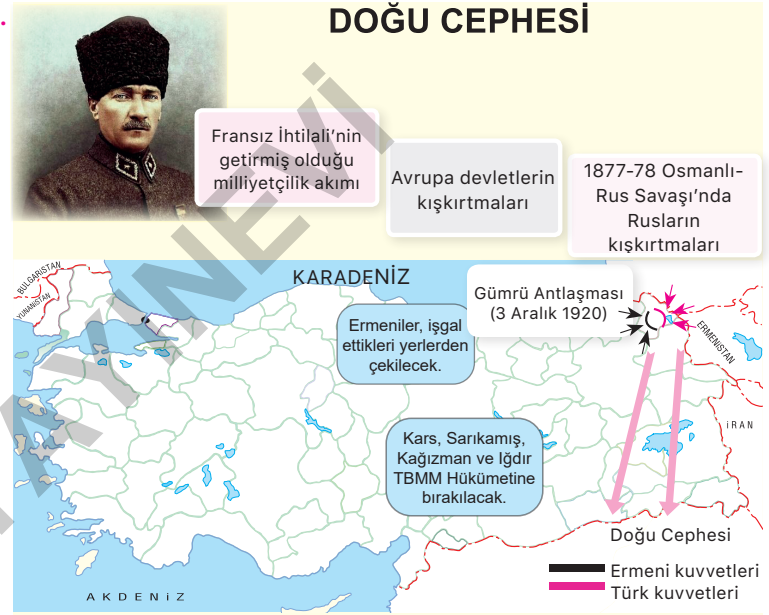 DOĞU CEPHESİ
Fransız İhtilali’nin
getirmiş olduğu
milliyetçilik akımı
Avrupa devletlerin
kışkırtmaları
1877-78 Osmanlı-
Rus Savaşı’nda
Rusların
kışkırtmaları
BULGARİSTAN
YUNANİSTAN
KARADENİZ
Gümrü Antlaşması
(3 Aralık 1920)
Ermeniler, işgal
ettikleri yerlerden
çekilecek.
ERMENİSTAN
İRAN
Kars, Sarıkamış,
Kağızman ve Iğdır
TBMM Hükümetine
bırakılacak.
Doğu Cephesi
Ermeni kuvvetleri
Türk kuvvetleri
AKDENİZ
YAYINEVİ